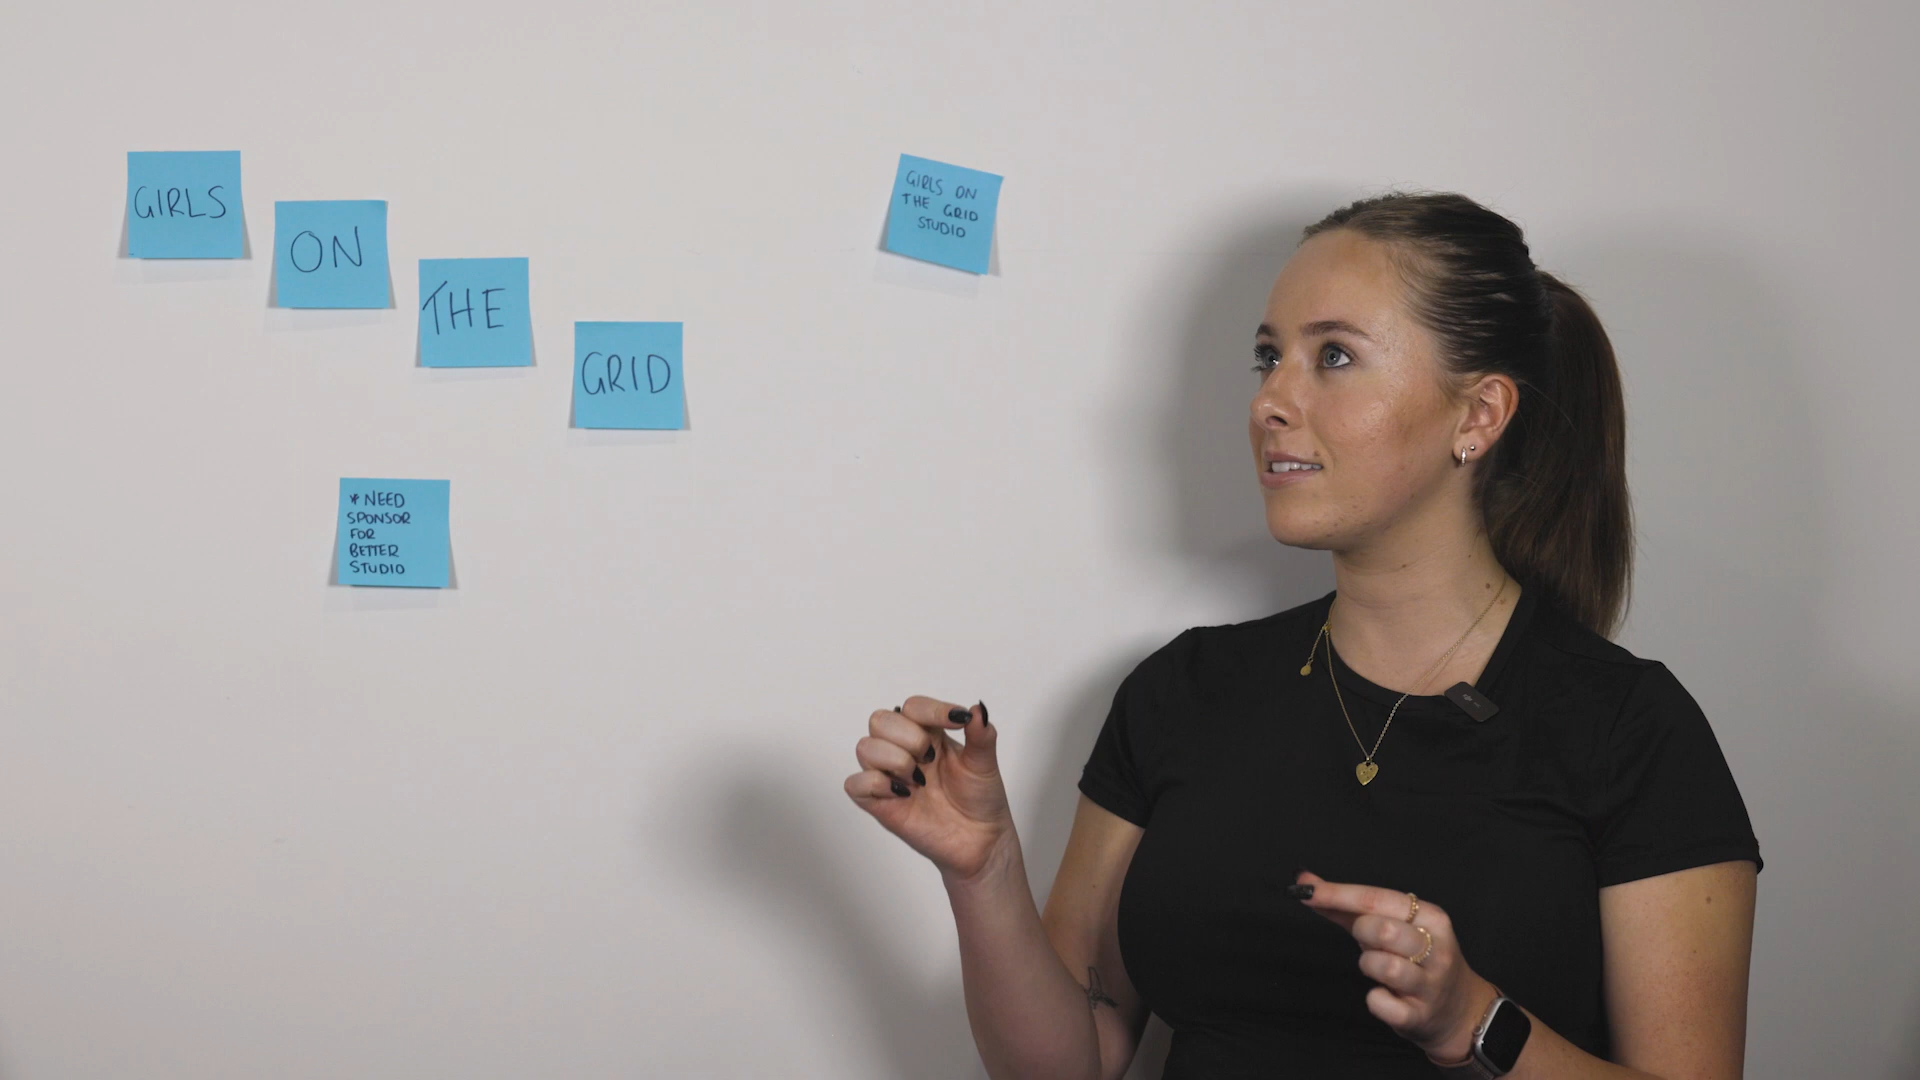 GIRLS
ON
THE
GRID
GIRLS ON
THE GRID
STUDIO
* NEED
SPONSOR
FOR
BETTER
STUDIO